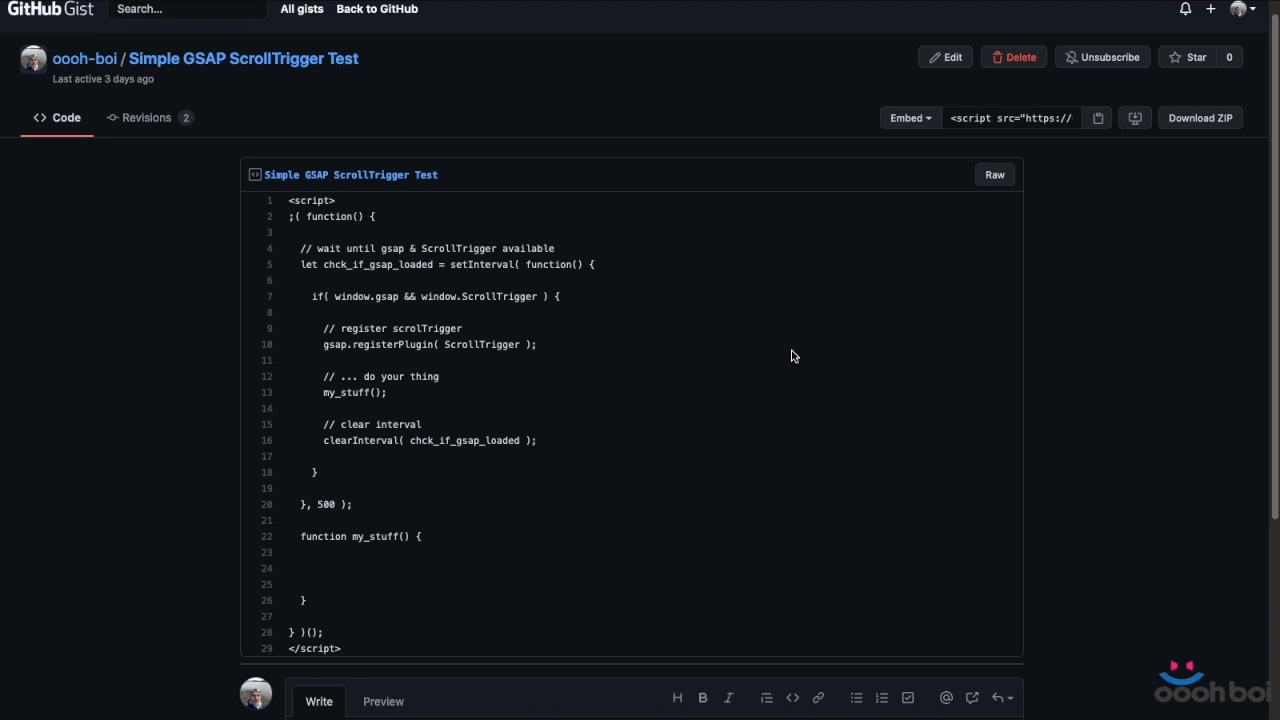 GitHub Gist Search... All gists Back to GitHub
oooh-boi / Simple GSAP ScrollTrigger Test Edit Delete Unsubscribe Star 0
Last active 3 days ago
Code Revisions 2 Embed <script src="https:// Download ZIP
Simple GSAP ScrollTrigger Test Raw
1 <script>
2 ;( function() {
3
4 // wait until gsap & ScrollTrigger available
5 let chck_if_gsap_loaded = setInterval( function() {
6
7 if( window.gsap && window.ScrollTrigger ) {
8
9 // register scrolTrigger
10 gsap.registerPlugin( ScrollTrigger );
11
12 // ... do your thing
13 my_stuff();
14
15 // clear interval
16 clearInterval( chck_if_gsap_loaded );
17
18 }
19
20 }, 500 );
21
22 function my_stuff() {
23
24
25
26 }
27
28 } )();
29 </script>
Write Preview
oooh boi